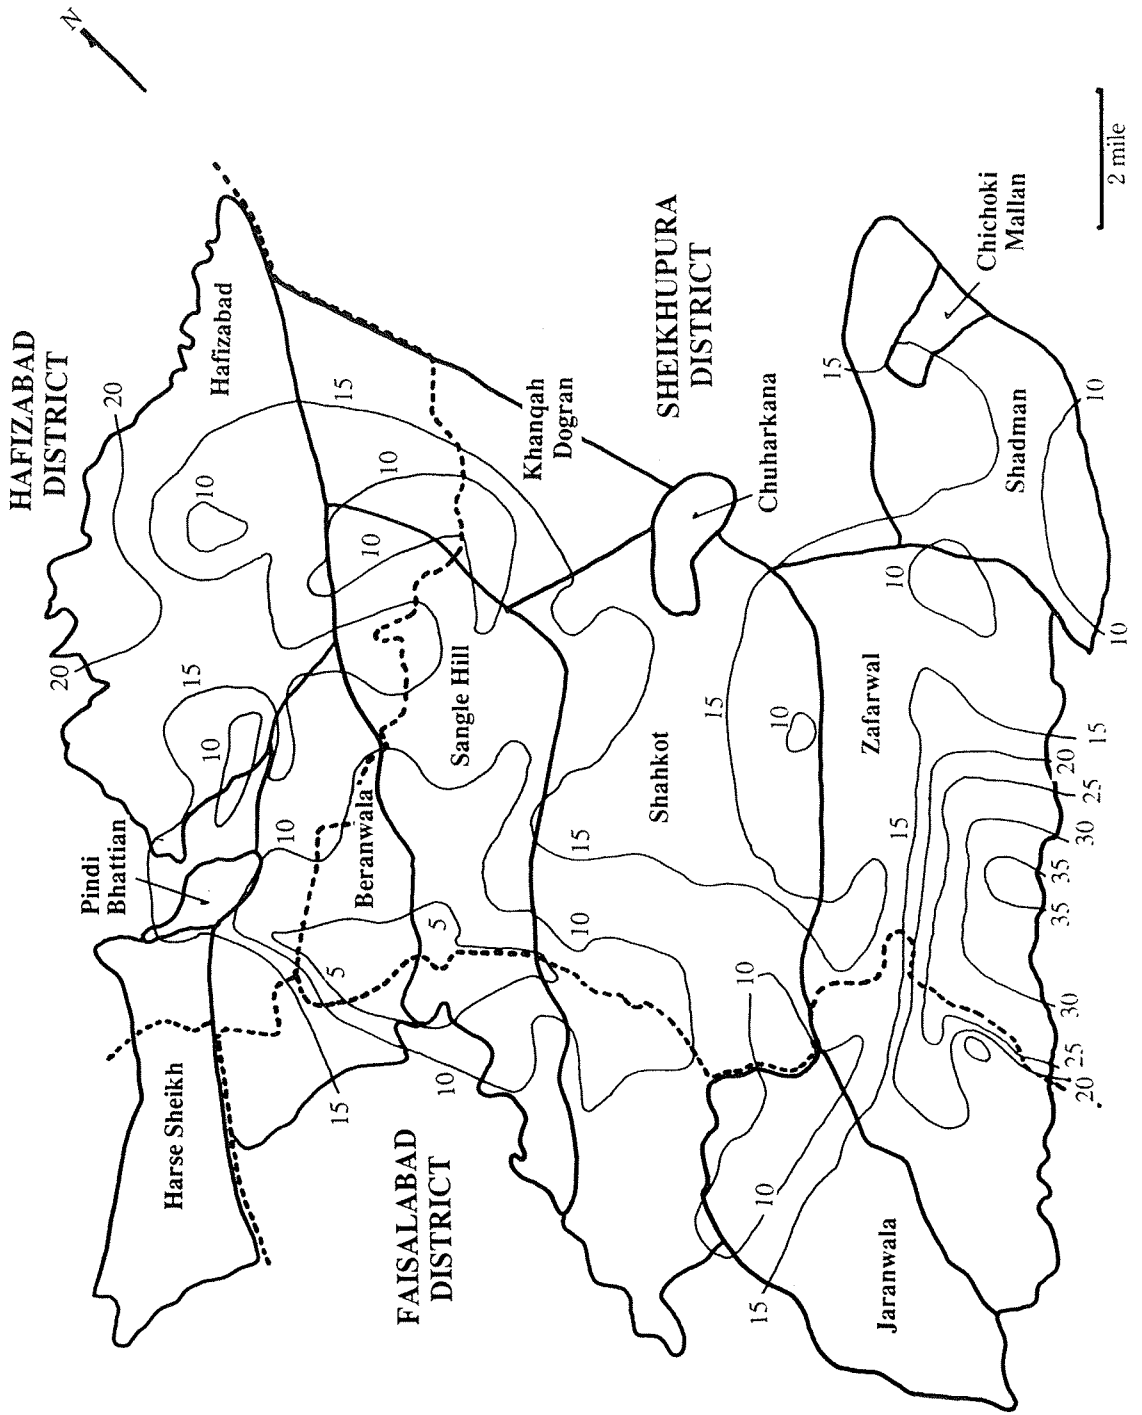 N
HAFIZABAD
DISTRICT
20
Hafizabad
15
10
10
10
20
15
10
Pindi
Bhattian
10
Beranwala
Sangle Hill
5
5
10
15
Harse Sheikh
FAISALABAD
DISTRICT
Khanqah
Dogran
SHEIKHUPURA
DISTRICT
Chuharkana
15
Chichoki
Mallan
2 mile
Shadman
10
10
10
Shahkot
15
10
15
10
10
Zafarwal
15
15
20
25
30
35
35
30
25
20
10
15
Jaranwala